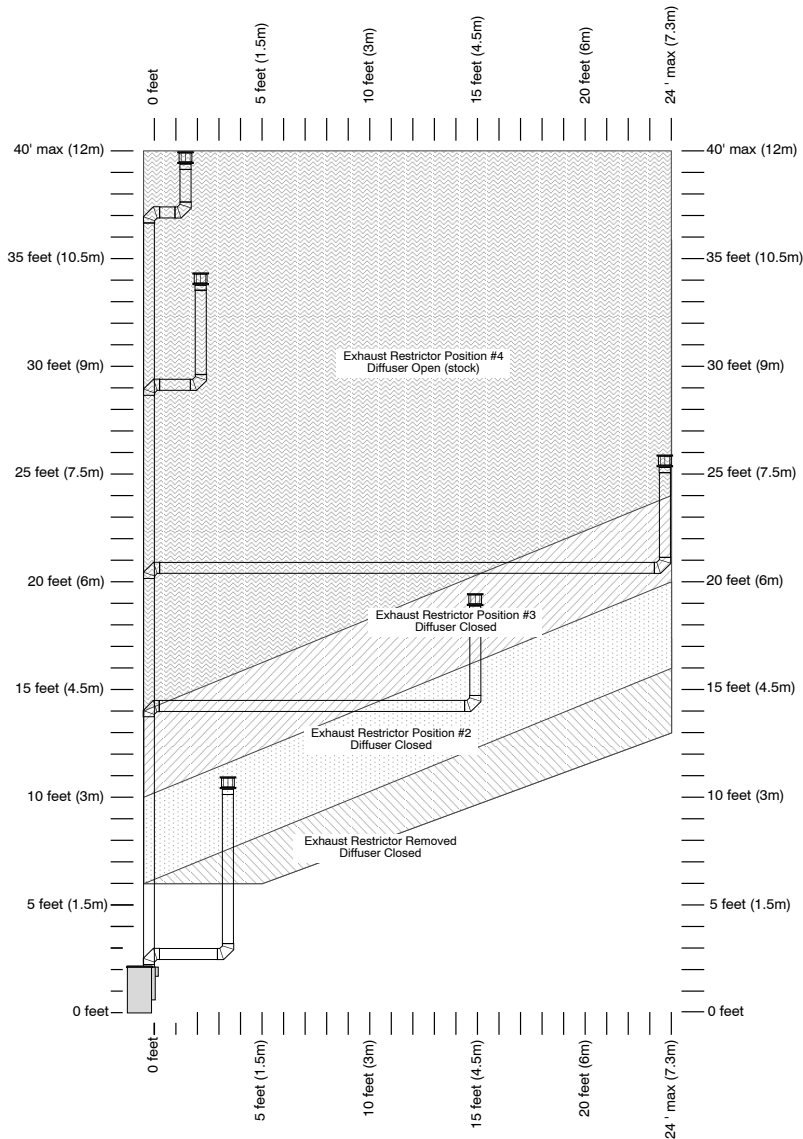 0 feet
5 feet (1.5m)
10 feet (3m)
15 feet (4.5m)
20 feet (6m)
24 ' max (7.3m)
40' max (12m)
40' max (12m)
35 feet (10.5m)
35 feet (10.5m)
30 feet (9m)
Exhaust Restrictor Position #4
Diffuser Open (stock)
30 feet (9m)
25 feet (7.5m)
25 feet (7.5m)
20 feet (6m)
20 feet (6m)
Exhaust Restrictor Position #3
Diffuser Closed
15 feet (4.5m)
15 feet (4.5m)
Exhaust Restrictor Position #2
Diffuser Closed
10 feet (3m)
10 feet (3m)
Exhaust Restrictor Removed
Diffuser Closed
5 feet (1.5m)
5 feet (1.5m)
0 feet
0 feet
0 feet
5 feet (1.5m)
10 feet (3m)
15 feet (4.5m)
20 feet (6m)
24 ' max (7.3m)